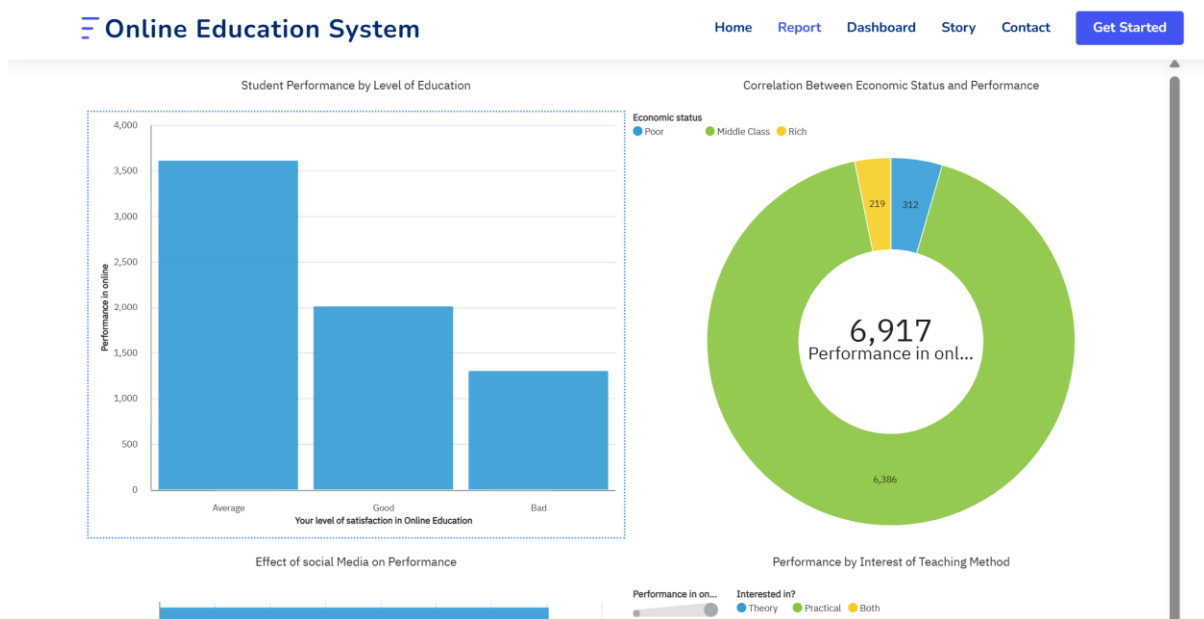 Online Education System
Home Report Dashboard Story Contact Get Started
Student Performance by Level of Education
4,000
3,500
3,000
2,500
2,000
1,500
1,000
500
0
Performance in online
Average Good Bad
Your level of satisfaction in Online Education
Correlation Between Economic Status and Performance
Economic status
Poor Middle Class Rich
219 312
6,917
Performance in onl...
6,386
Effect of social Media on Performance
Performance by Interest of Teaching Method
Performance in on... Interested in?
Theory Practical Both